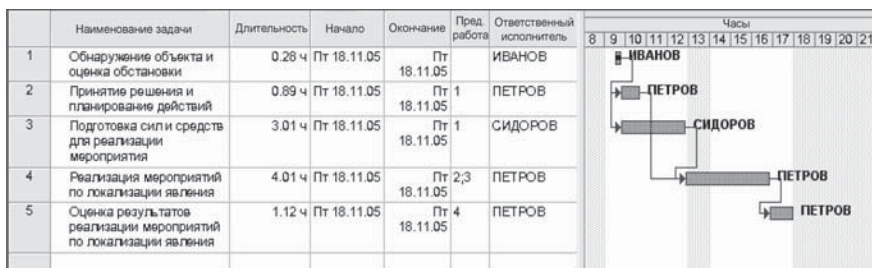 Наименование задачи Длительность Начало Окончание Пред. работа Ответственный исполнитель Часы
8 9 10 11 12 13 14 15 16 17 18 19 20 21
1 Обнаружение объекта и оценка обстановки 0.28 ч Пт 18.11.05 Пт 18.11.05 ИВАНОВ ИВАНОВ
2 Принятие решения и планирование действий 0.89 ч Пт 18.11.05 Пт 18.11.05 1 ПЕТРОВ ПЕТРОВ
3 Подготовка сил и средств для реализации мероприятия 3.01 ч Пт 18.11.05 Пт 18.11.05 1 СИДОРОВ СИДОРОВ
4 Реализация мероприятий по локализации явления 4.01 ч Пт 18.11.05 Пт 18.11.05 2;3 ПЕТРОВ ПЕТРОВ
5 Оценка результатов реализации мероприятий по локализации явления 1.12 ч Пт 18.11.05 Пт 18.11.05 4 ПЕТРОВ ПЕТРОВ